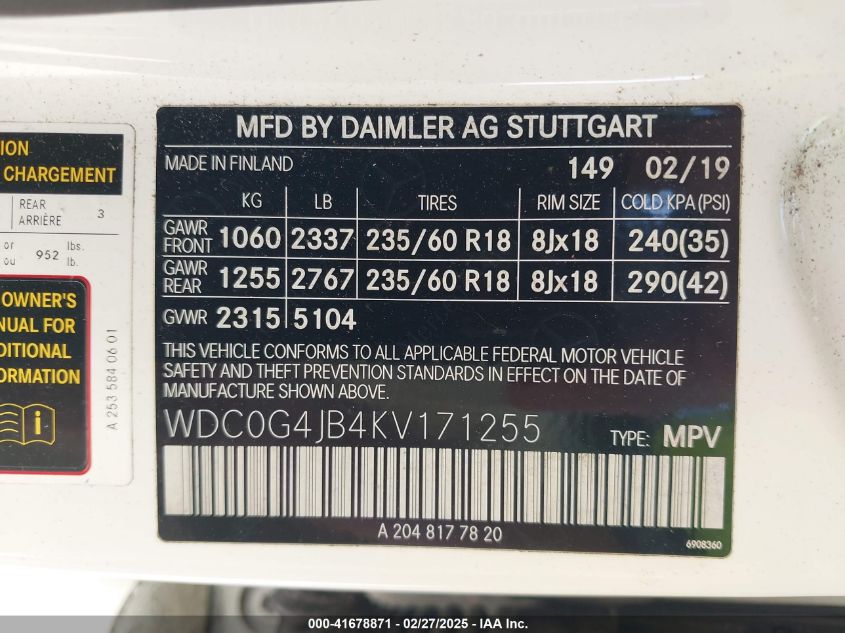 ION
CHARGEMENT
REAR
ARRIÈRE 3
or
ou 952 lbs.
lb.
OWNER'S
NUAL FOR
DITIONAL
ORMATION
i
A 253 584 06 01
MFD BY DAIMLER AG STUTTGART
MADE IN FINLAND 149 02/19
KG LB TIRES RIM SIZE COLD KPA (PSI)
GAWR FRONT 1060 2337 235/60 R18 8Jx18 240(35)
GAWR REAR 1255 2767 235/60 R18 8Jx18 290(42)
GVWR 2315 5104
THIS VEHICLE CONFORMS TO ALL APPLICABLE FEDERAL MOTOR VEHICLE
SAFETY AND THEFT PREVENTION STANDARDS IN EFFECT ON THE DATE OF
MANUFACTURE SHOWN ABOVE.
WDC0G4JB4KV171255 TYPE: MPV
A 204 817 78 20
6908360
000-41678871 / 02/27/2025 - IAA Inc.